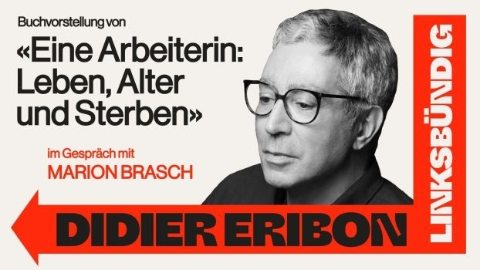 Buchvorstellung von
«Eine Arbeiterin:
Leben, Alter
und Sterben»
im Gespräch mit
MARION BRASCH
DIDIER ERIBON
LINKSBÜNDIG